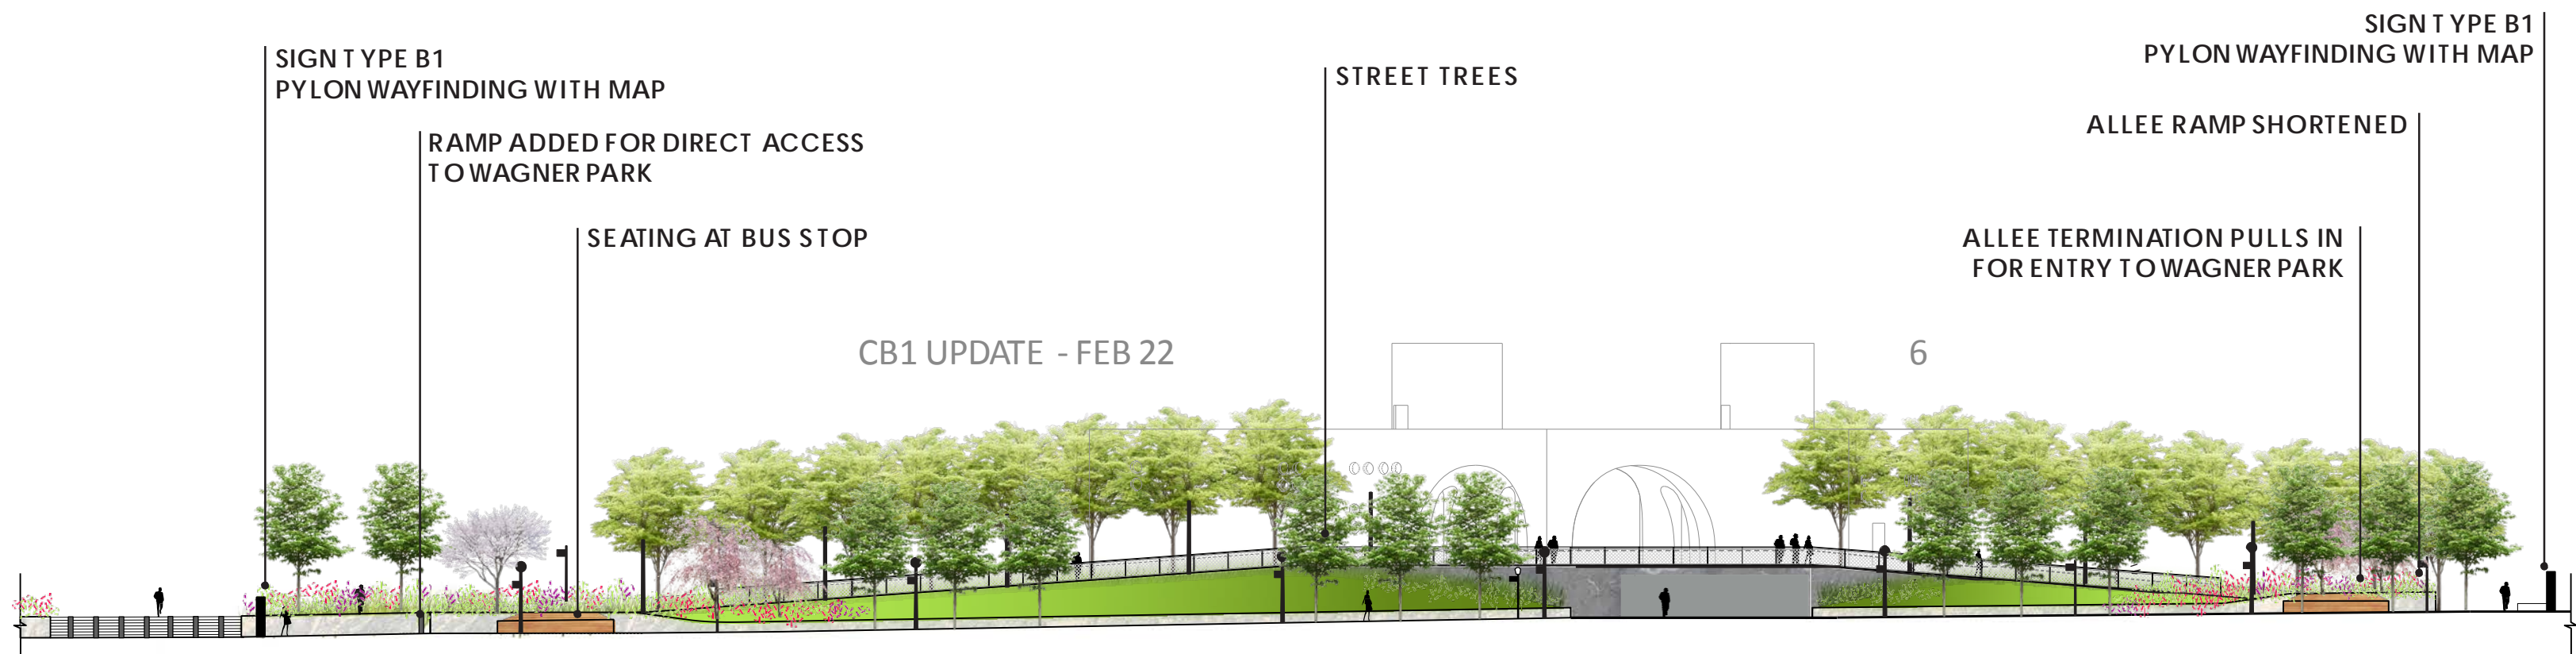 SIGN TYPE B1
PYLON WAYFINDING WITH MAP
RAMP ADDED FOR DIRECT ACCESS
TO WAGNER PARK
SEATING AT BUS STOP
STREET TREES
SIGN TYPE B1
PYLON WAYFINDING WITH MAP
ALLEE RAMP SHORTENED
ALLEE TERMINATION PULLS IN
FOR ENTRY TO WAGNER PARK
CB1 UPDATE - FEB 22
6